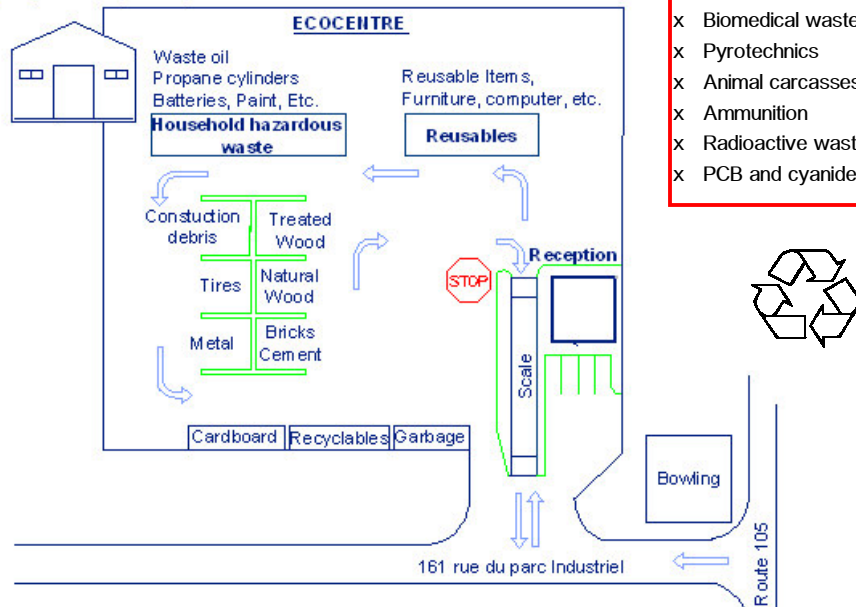 ECOCENTRE
Waste oil
Propane cylinders
Batteries, Paint, Etc.
Household hazardous
waste
Reusable Items,
Furniture, computer, etc.
Reusables
x Biomedical waste
x Pyrotechnics
x Animal carcasses
x Ammunition
x Radioactive wast
x PCB and cyanide
Constuction
debris
Treated
Wood
Tires
Natural
Wood
Metal
Bricks
Cement
STOP
Reception
Scale
Cardboard
Recyclables
Garbage
Bowling
161 rue du parc Industriel
Route 105